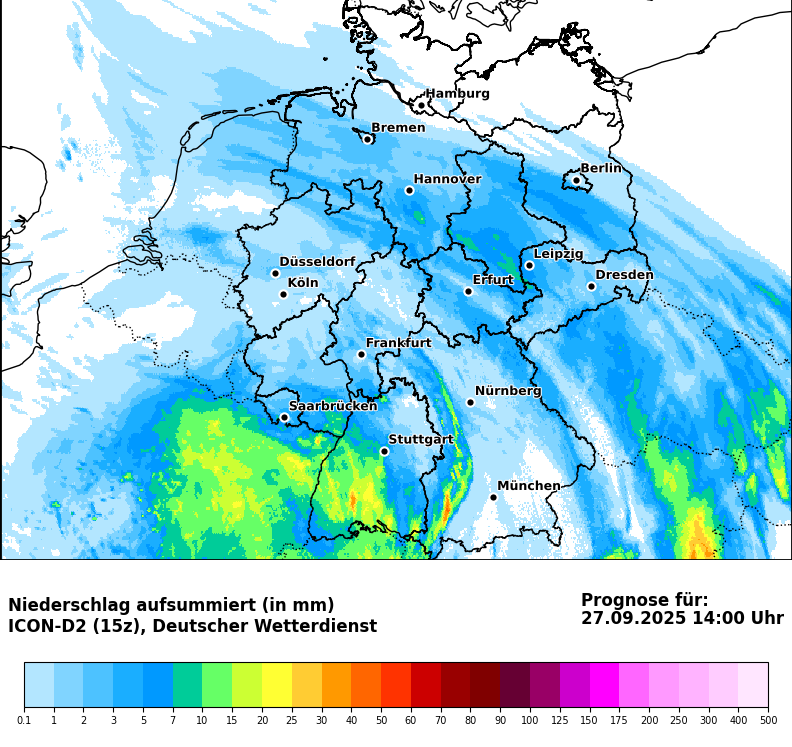 Hamburg
Bremen
Berlin
Hannover
Leipzig
Düsseldorf
Dresden
Köln
Erfurt
Frankfurt
Nürnberg
Saarbrücken
Stuttgart
München
Niederschlag aufsummiert (in mm)
ICON-D2 (15z), Deutscher Wetterdienst
Prognose für:
27.09.2025 14:00 Uhr
0.1 1 2 3 5 7 10 15 20 25 30 40 50 60 70 80 90 100 125 150 175 200 250 300 400 500